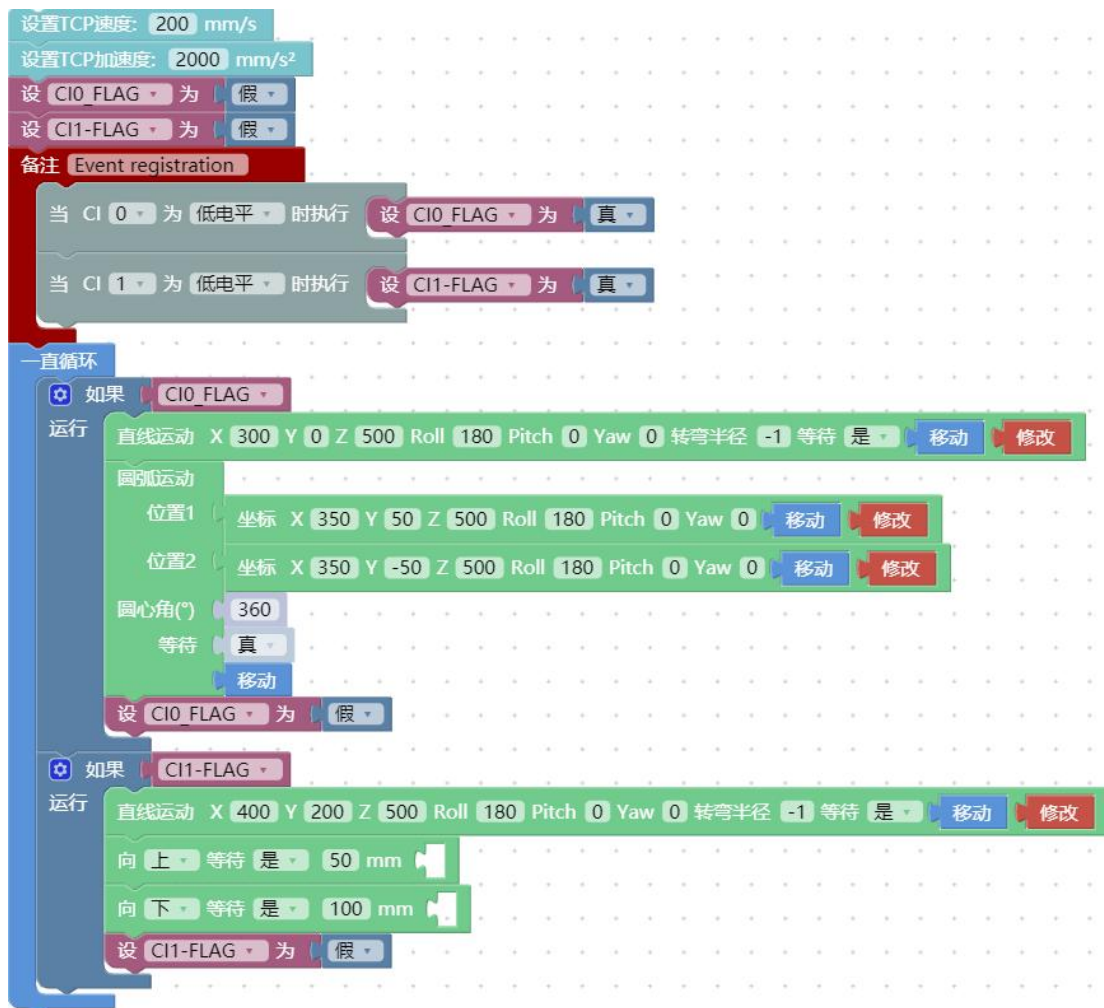 设置TCP速度: 200 mm/s
设置TCP加速度: 2000 mm/s²
设 CI0_FLAG 为 假
设 CI1-FLAG 为 假
备注 Event registration
当 CI 0 为 低电平 时执行 设 CI0_FLAG 为 真
当 CI 1 为 低电平 时执行 设 CI1-FLAG 为 真
一直循环
如果 CI0_FLAG
运行 直线运动 X 300 Y 0 Z 500 Roll 180 Pitch 0 Yaw 0 转弯半径 -1 等待 是 移动 修改
圆弧运动
位置1 坐标 X 350 Y 50 Z 500 Roll 180 Pitch 0 Yaw 0 移动 修改
位置2 坐标 X 350 Y -50 Z 500 Roll 180 Pitch 0 Yaw 0 移动 修改
圆心角(°) 360
等待 真
移动
设 CI0_FLAG 为 假
如果 CI1-FLAG
运行 直线运动 X 400 Y 200 Z 500 Roll 180 Pitch 0 Yaw 0 转弯半径 -1 等待 是 移动 修改
向 上 等待 是 50 mm
向 下 等待 是 100 mm
设 CI1-FLAG 为 假